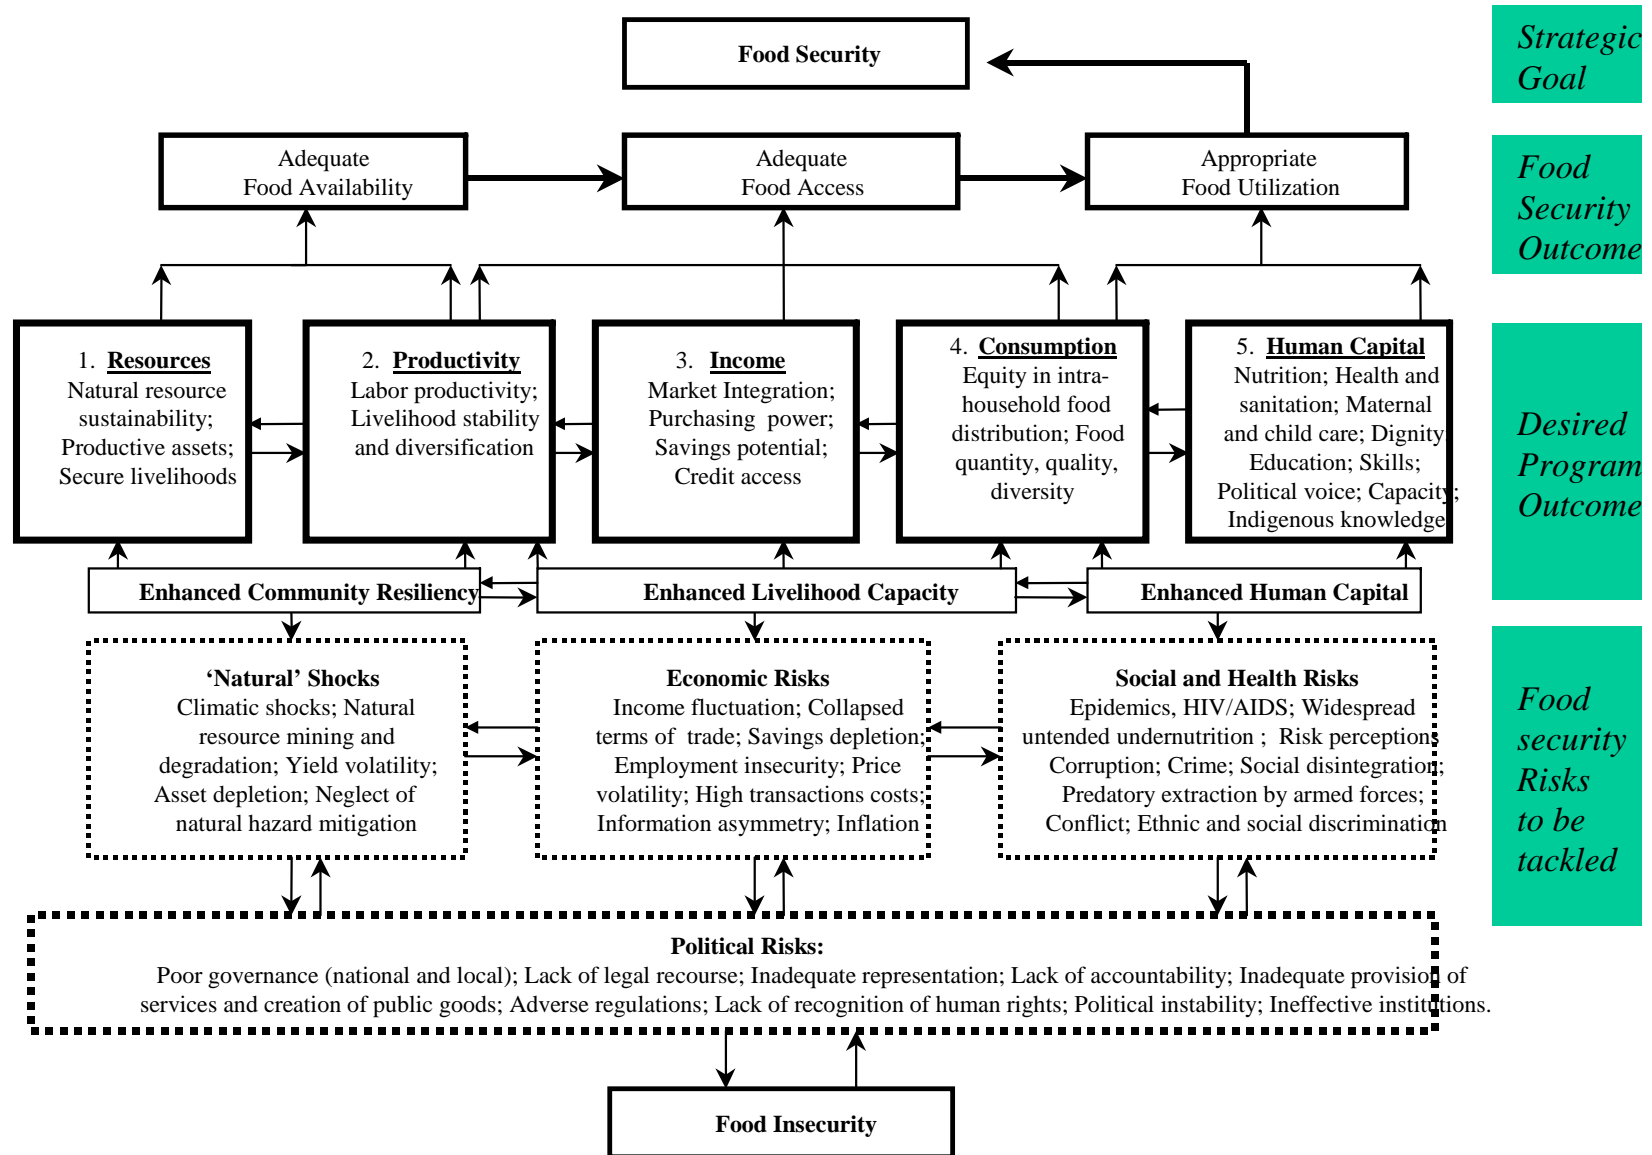 Food Security
Strategic
Goal
Adequate
Food Availability
Adequate
Food Access
Appropriate
Food Utilization
Food
Security
Outcome
1. Resources
Natural resource
sustainability;
Productive assets;
Secure livelihoods
2. Productivity
Labor productivity;
Livelihood stability
and diversification
3. Income
Market Integration;
Purchasing power;
Savings potential;
Credit access
4. Consumption
Equity in intra-
household food
distribution; Food
quantity, quality,
diversity
5. Human Capital
Nutrition; Health and
sanitation; Maternal
and child care; Dignity
Education; Skills;
Political voice; Capacity;
Indigenous knowledge
Desired
Program
Outcome
Enhanced Community Resiliency
Enhanced Livelihood Capacity
Enhanced Human Capital
‘Natural’ Shocks
Climatic shocks; Natural
resource mining and
degradation; Yield volatility;
Asset depletion; Neglect of
natural hazard mitigation
Economic Risks
Income fluctuation; Collapsed
terms of trade; Savings depletion;
Employment insecurity; Price
volatility; High transactions costs;
Information asymmetry; Inflation
Social and Health Risks
Epidemics, HIV/AIDS; Widespread
untended undernutrition ; Risk perceptions
Corruption; Crime; Social disintegration;
Predatory extraction by armed forces;
Conflict; Ethnic and social discrimination
Food
security
Risks
to be
tackled
Political Risks:
Poor governance (national and local); Lack of legal recourse; Inadequate representation; Lack of accountability; Inadequate provision of
services and creation of public goods; Adverse regulations; Lack of recognition of human rights; Political instability; Ineffective institutions.
Food Insecurity